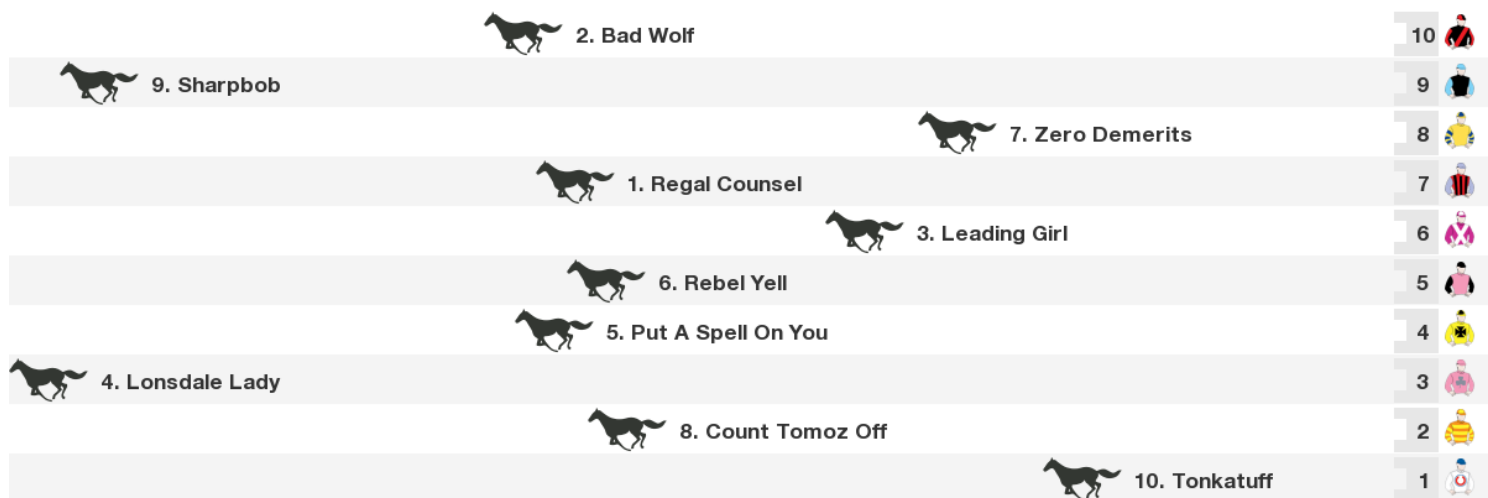 2. Bad Wolf 10
9. Sharpbob 9
7. Zero Demerits 8
1. Regal Counsel 7
3. Leading Girl 6
6. Rebel Yell 5
5. Put A Spell On You 4
4. Lonsdale Lady 3
8. Count Tomoz Off 2
10. Tonkatuff 1